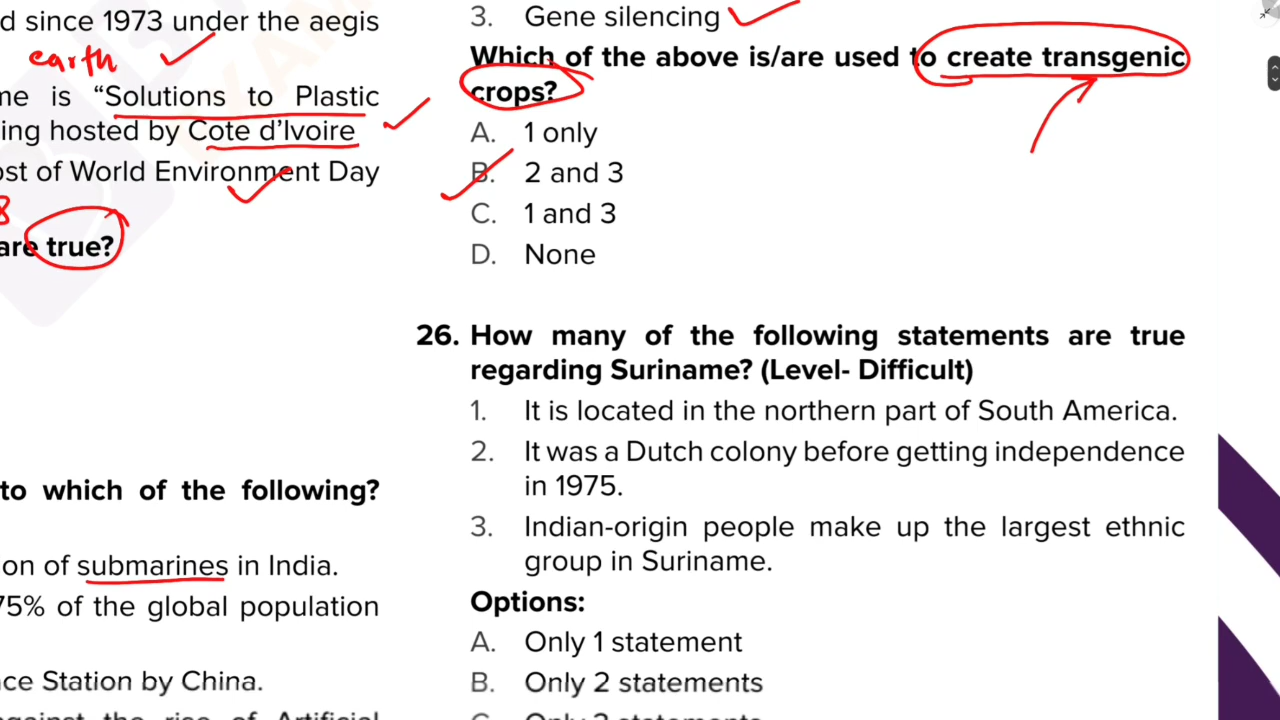 d since 1973 under the aegis
earth
me is “Solutions to Plastic
ing hosted by Cote d’Ivoire
ost of World Environment Day
8
are true?
to which of the following?
on of submarines in India.
75% of the global population
ce Station by China.
against the rise of Artificial
3. Gene silencing
Which of the above is/are used to create transgenic
crops?
A. 1 only
B. 2 and 3
C. 1 and 3
D. None
26. How many of the following statements are true
regarding Suriname? (Level- Difficult)
1. It is located in the northern part of South America.
2. It was a Dutch colony before getting independence
in 1975.
3. Indian-origin people make up the largest ethnic
group in Suriname.
Options:
A. Only 1 statement
B. Only 2 statements